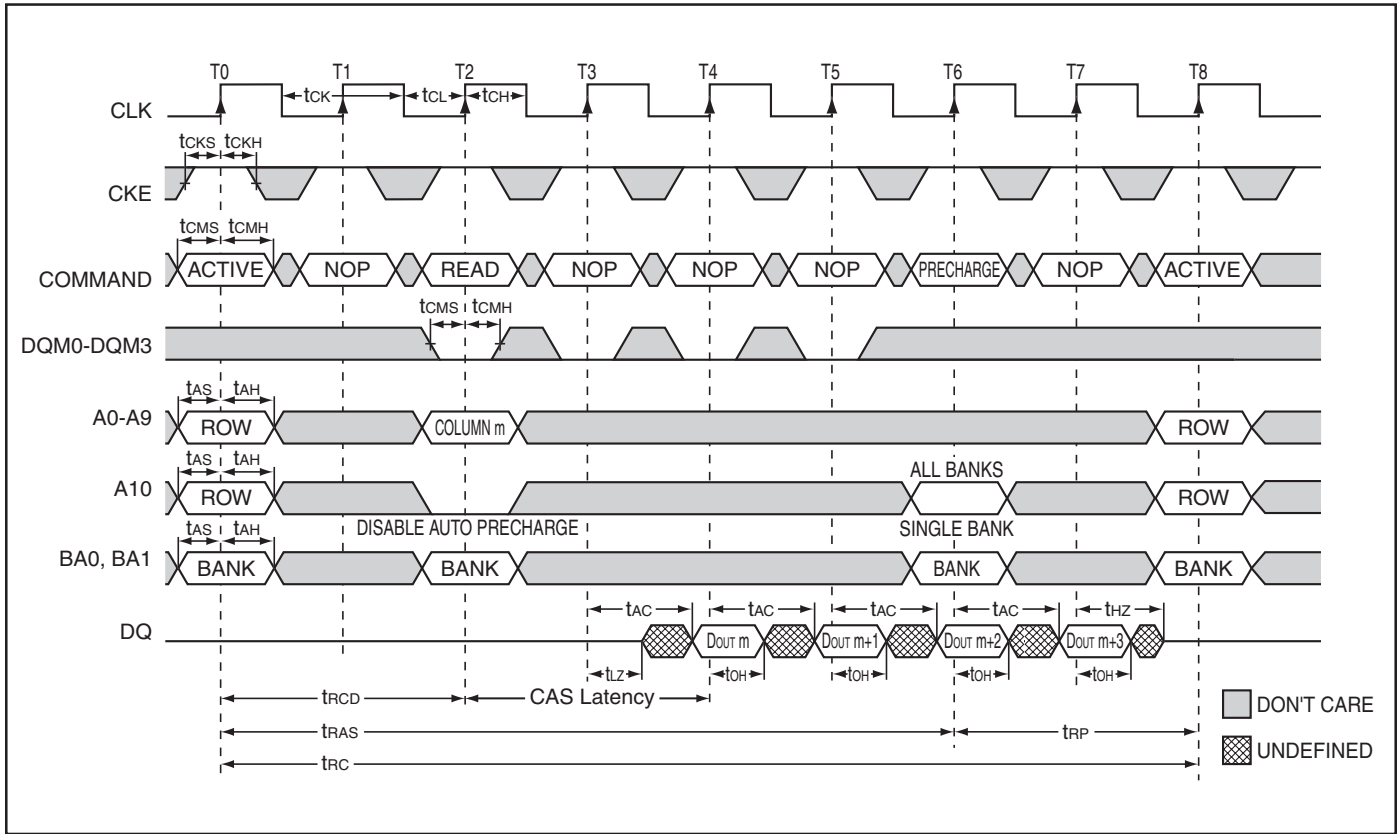 T0 T1 T2 T3 T4 T5 T6 T7 T8
CLK
tCK tCL tCH
tCKS tCKH
CKE
tCMS tCMH
COMMAND
ACTIVE NOP READ NOP NOP NOP PRECHARGE NOP ACTIVE
tCMS tCMH
DQM0-DQM3
tAS tAH
A0-A9
ROW COLUMN m ROW
tAS tAH
ALL BANKS
A10
ROW ROW
DISABLE AUTO PRECHARGE
SINGLE BANK
tAS tAH
BA0, BA1
BANK BANK BANK BANK
tAC tAC tAC tAC tHZ
DQ
DOUT m DOUT m+1 DOUT m+2 DOUT m+3
tLZ tOH tOH tOH tOH
tRCD CAS Latency
DON'T CARE
tRAS tRP
UNDEFINED
tRC